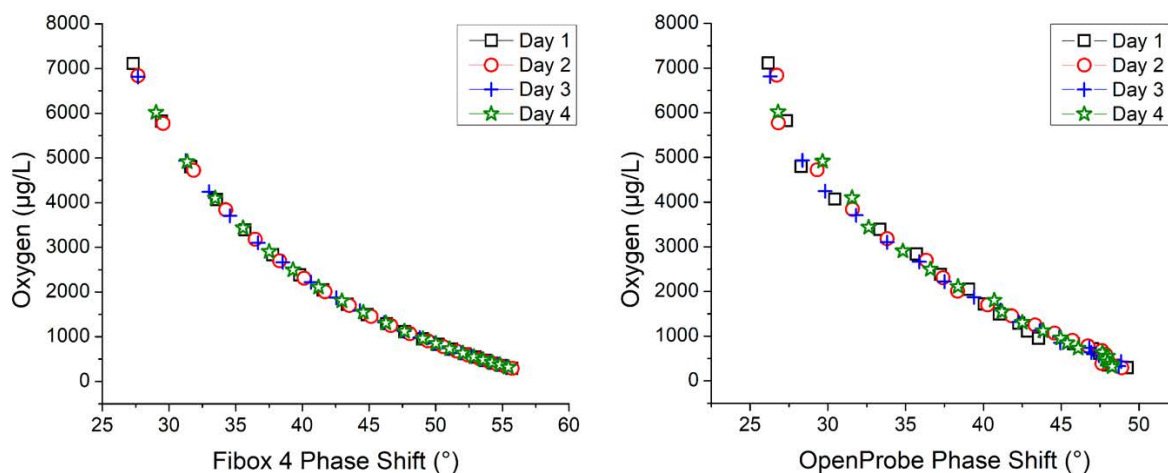 8000
7000
6000
5000
4000
3000
2000
1000
0
Oxygen (µg/L)
25 30 35 40 45 50 55 60
Fibox 4 Phase Shift (°)
Day 1
Day 2
Day 3
Day 4
8000
7000
6000
5000
4000
3000
2000
1000
0
Oxygen (µg/L)
25 30 35 40 45 50
OpenProbe Phase Shift (°)
Day 1
Day 2
Day 3
Day 4